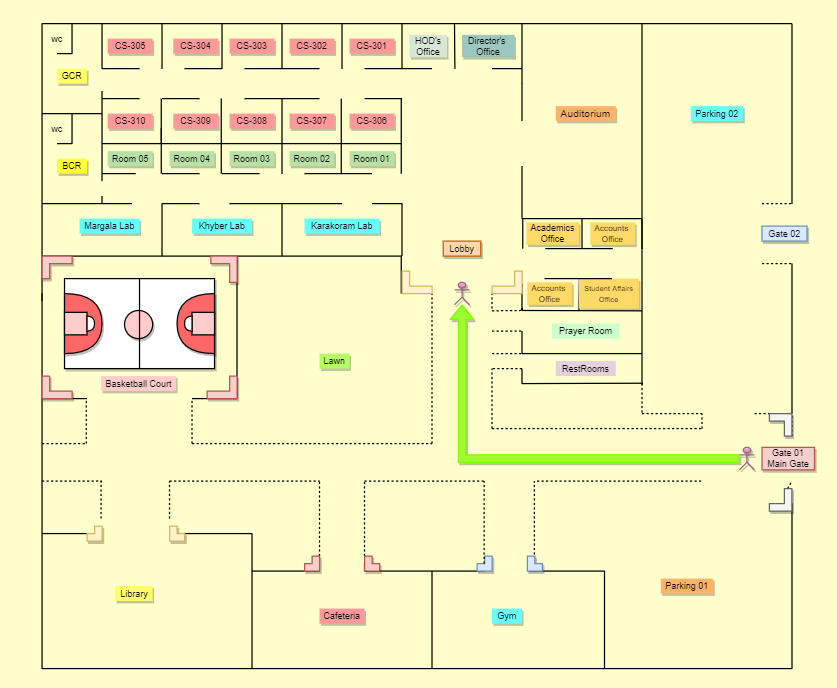 wc
CS-305
CS-304
CS-303
CS-302
CS-301
HOD's
Office
Director's
Office
GCR
Auditorium
Parking 02
wc
CS-310
CS-309
CS-308
CS-307
CS-306
BCR
Room 05
Room 04
Room 03
Room 02
Room 01
Margala Lab
Khyber Lab
Karakoram Lab
Academics
Office
Accounts
Office
Gate 02
Lobby
Accounts
Office
Student Affairs
Office
Prayer Room
Lawn
RestRooms
Basketball Court
Gate 01
Main Gate
Library
Cafeteria
Gym
Parking 01